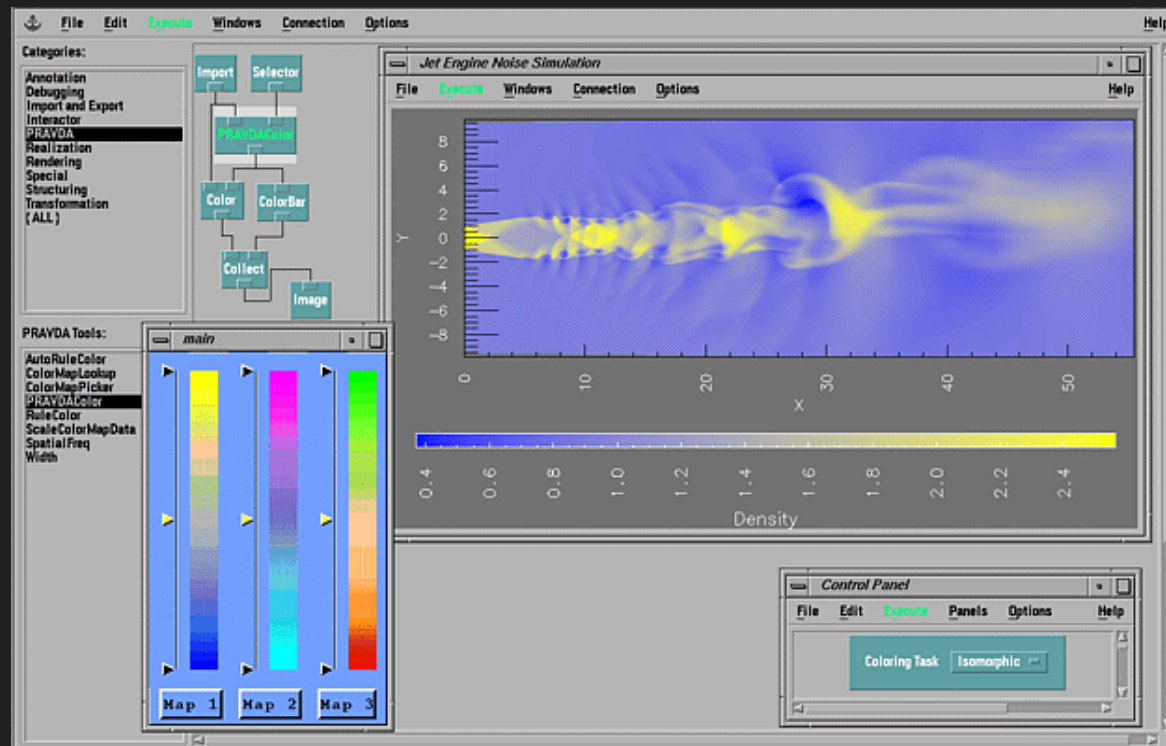 File Edit Execute Windows Connection Options Help
Categories:
Annotation
Debugging
Import and Export
Interactor
PRAVDA
Realization
Rendering
Special
Structuring
Transformation
(ALL)
Import Selector
PRAVDAColor
Color ColorBar
Collect
Image
PRAVDA Tools:
AutoRuleColor
ColorMapLookup
ColorMapPicker
PRAVDAColor
RuleColor
ScaleColorMapData
SpatialFreq
Width
main
Map 1 Map 2 Map 3
Jet Engine Noise Simulation
File Execute Windows Connection Options Help
8
6
4
2
0
-2
-4
-6
-8
Y
0 10 20 30 40 50
X
0.4 0.6 0.8 1.0 1.2 1.4 1.6 1.8 2.0 2.2 2.4
Density
Control Panel
File Edit Execute Panels Options Help
Coloring Task Isomorphic